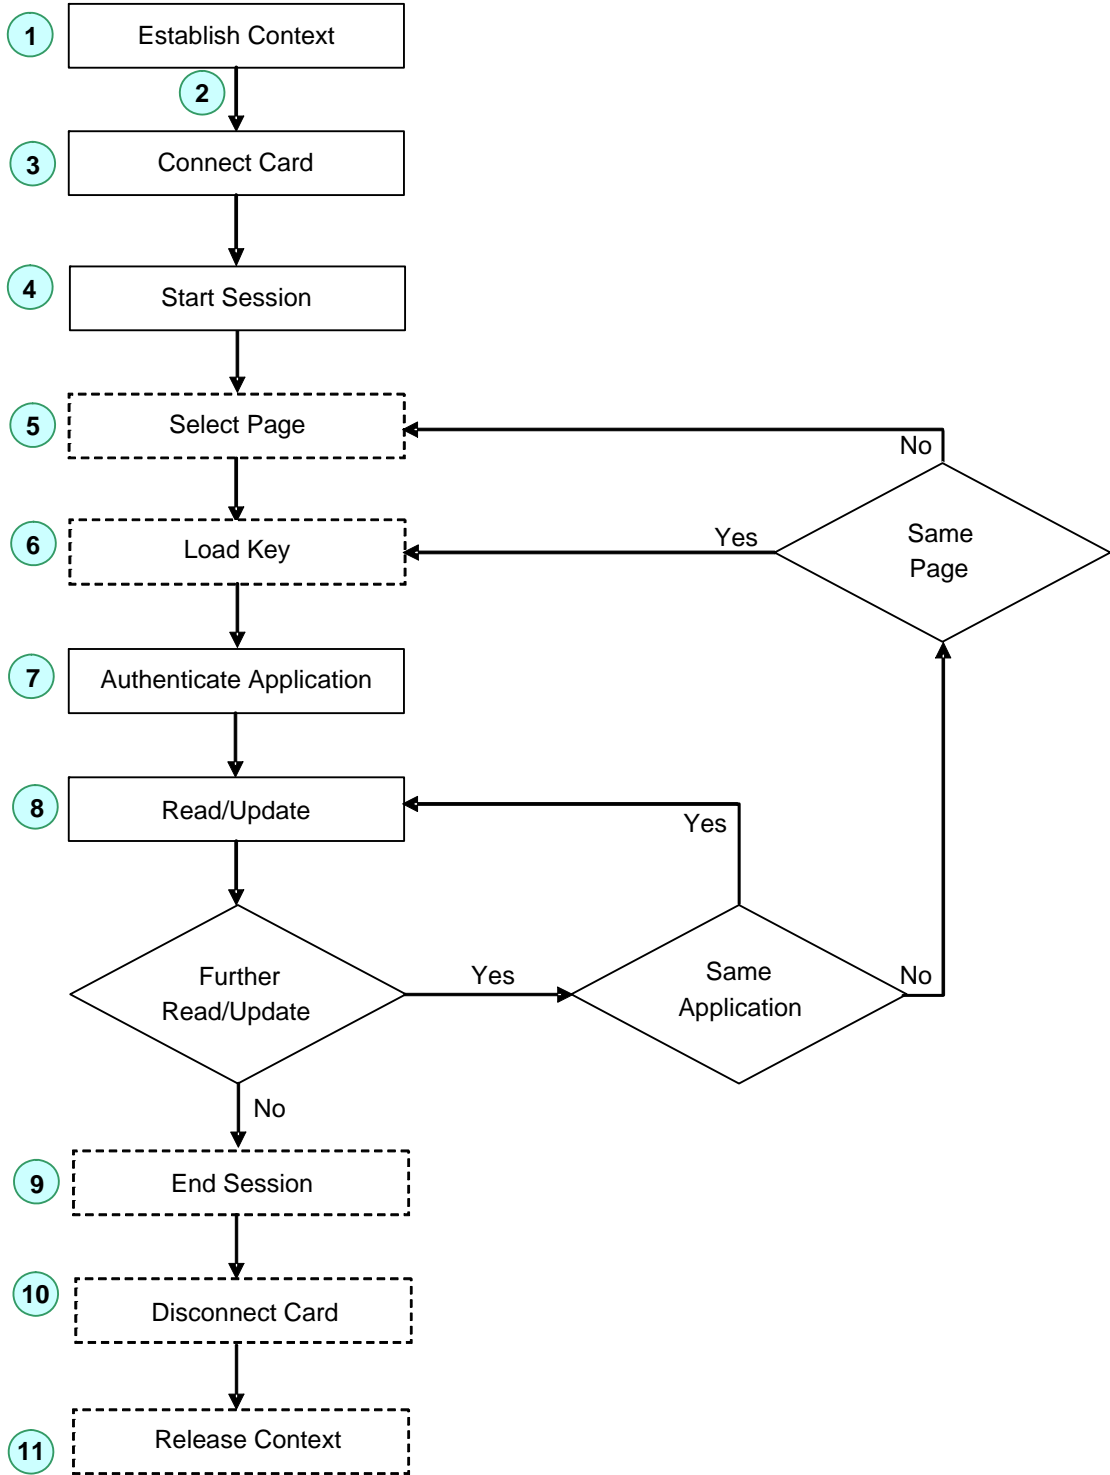 1
Establish Context
2
3
Connect Card
4
Start Session
5
Select Page
No
6
Load Key
Yes
Same
Page
7
Authenticate Application
8
Read/Update
Yes
Further
Read/Update
Yes
Same
Application
No
No
9
End Session
10
Disconnect Card
11
Release Context